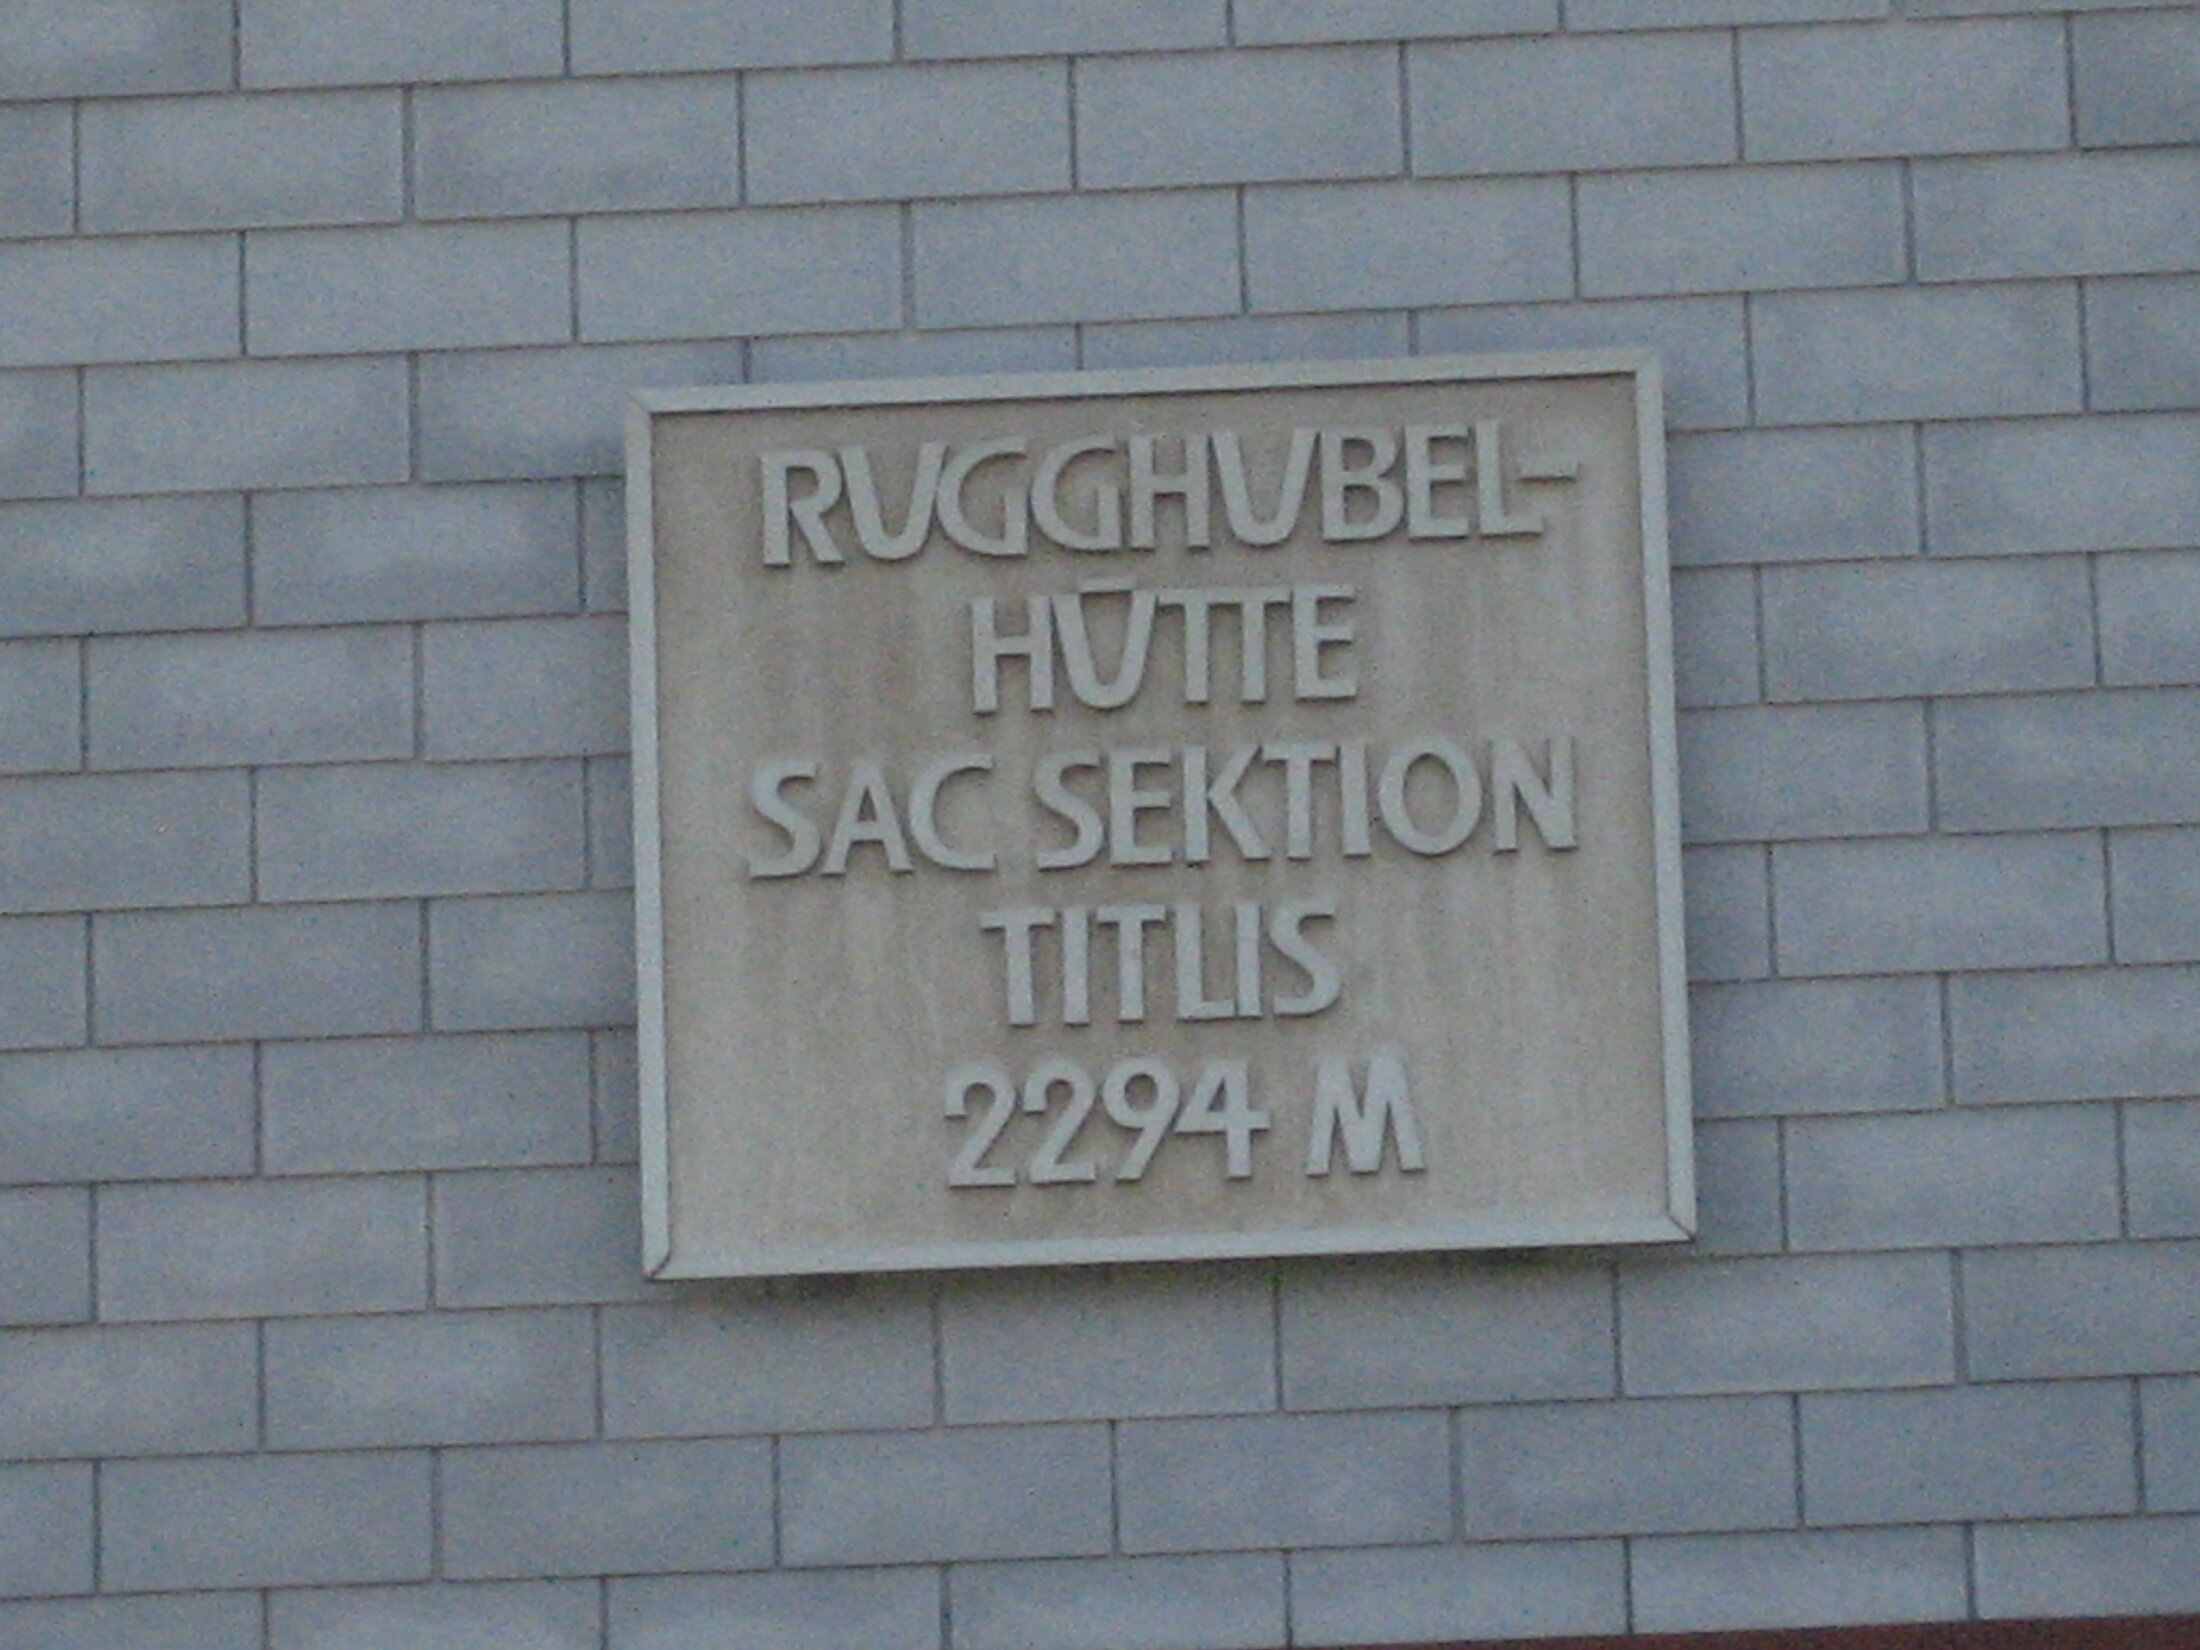 RUGGHUBEL-
HÜTTE
SAC SEKTION
TITLIS
2294 M